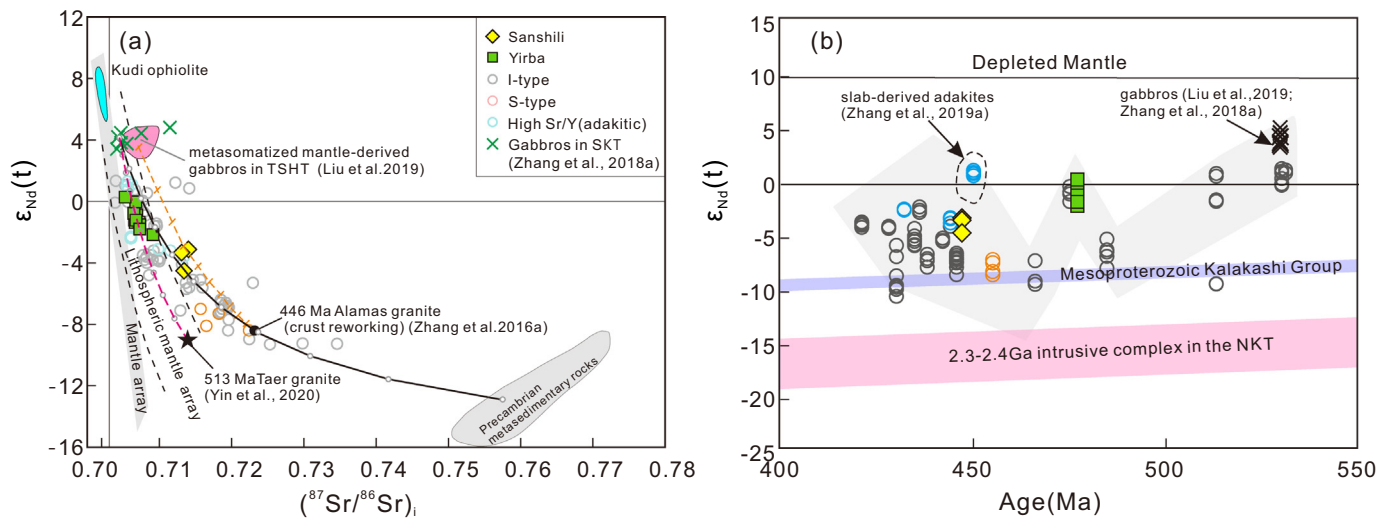 (a)
12
8
4
0
-4
-8
-12
-16
εNd(t)
0.70
0.71
0.72
0.73
0.74
0.75
0.76
0.77
0.78
(⁸⁷Sr/⁸⁶Sr)i
Kudi ophiolite
metasomatized mantle-derived
gabbros in TSHT (Liu et al.2019)
Sanshili
Yirba
I-type
S-type
High Sr/Y(adakitic)
Gabbros in SKT
(Zhang et al., 2018a)
Lithospheric mantle array
Mantle array
446 Ma Alamas granite
(crust reworking) (Zhang et al.2016a)
513 MaTaer granite
(Yin et al., 2020)
Precambrian
metasedimentary rocks
(b)
15
10
5
0
-5
-10
-15
-20
-25
εNd(t)
400
450
500
550
Age(Ma)
Depleted Mantle
slab-derived adakites
(Zhang et al., 2019a)
gabbros (Liu et al.,2019;
Zhang et al., 2018a)
Mesoproterozoic Kalakashi Group
2.3-2.4Ga intrusive complex in the NKT